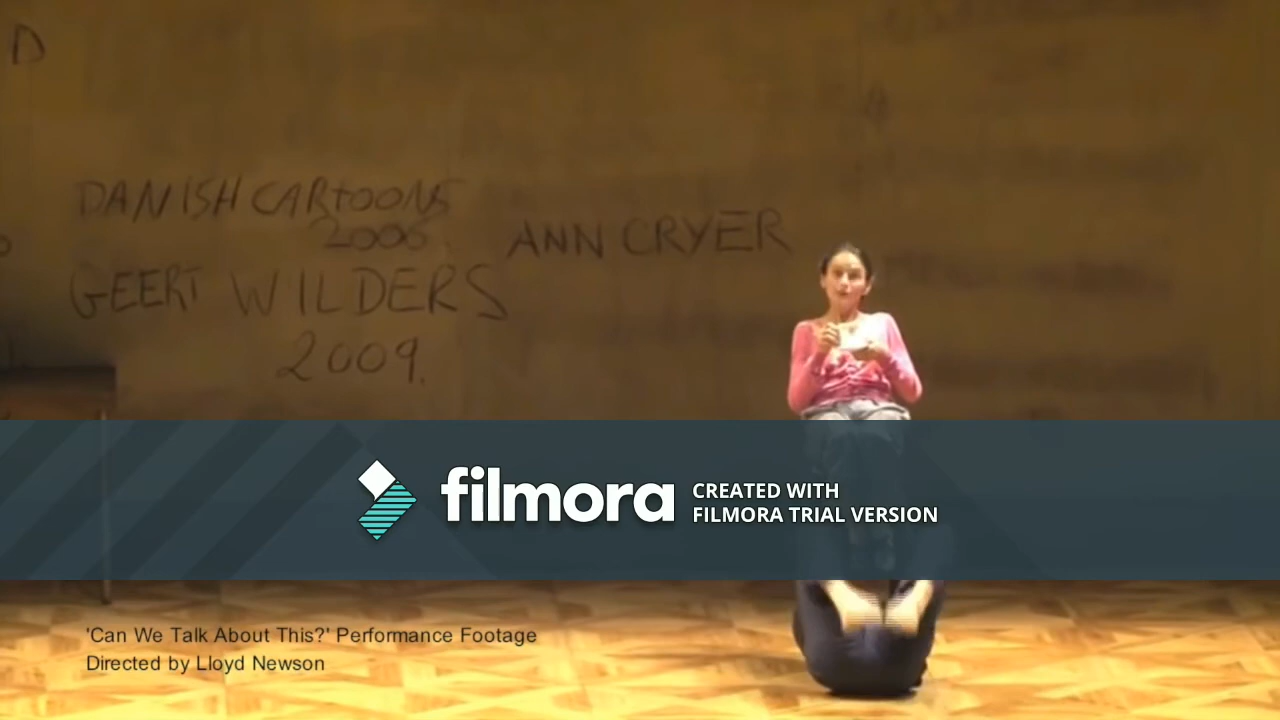 D
DANISH CARTOONS
2006.
ANN CRYER
GEERT WILDERS
2009.
filmora
CREATED WITH
FILMORA TRIAL VERSION
'Can We Talk About This?' Performance Footage
Directed by Lloyd Newson